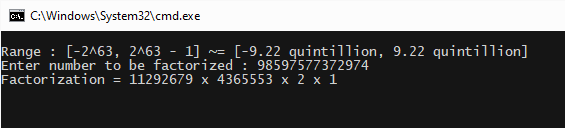 C:\Windows\System32\cmd.exe
Range : [-2^63, 2^63 - 1] ~= [-9.22 quintillion, 9.22 quintillion]
Enter number to be factorized : 98597577372974
Factorization = 11292679 x 4365553 x 2 x 1